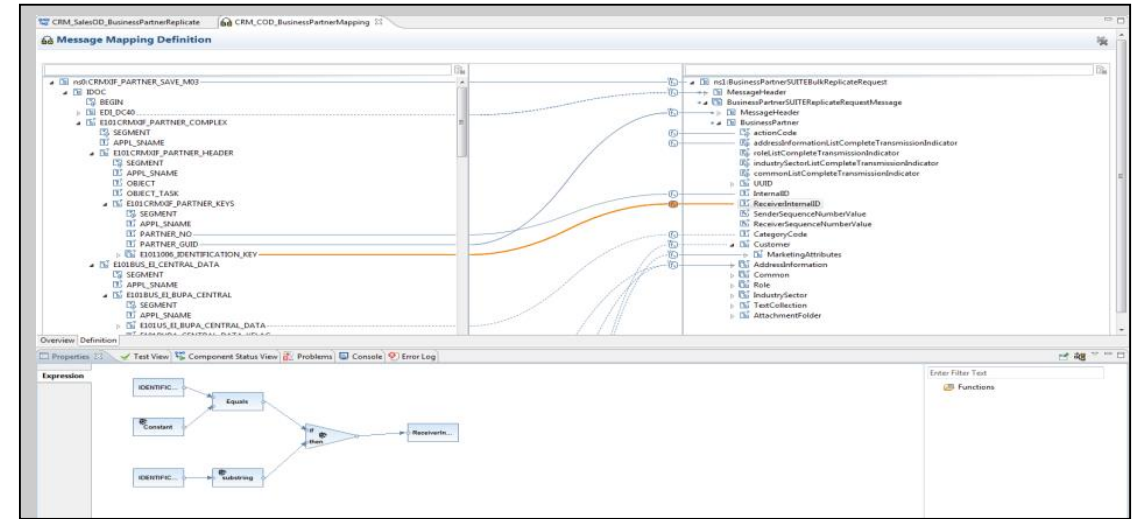 CRM_SalesOD_BusinessPartnerReplicate CRM_COD_BusinessPartnerMapping
Message Mapping Definition
ns0:CRMXIF_PARTNER_SAVE_M03
IDOC
BEGIN
EDI_DC40
E101CRMXIF_PARTNER_COMPLEX
SEGMENT
APPL_SNAME
E101CRMXIF_PARTNER_HEADER
SEGMENT
APPL_SNAME
OBJECT
OBJECT_TASK
E101CRMXIF_PARTNER_KEYS
SEGMENT
APPL_SNAME
PARTNER_NO
PARTNER_GUID
E1011006_IDENTIFICATION_KEY
E101BUS_EI_CENTRAL_DATA
SEGMENT
APPL_SNAME
E101BUS_EI_BUPA_CENTRAL
SEGMENT
APPL_SNAME
E101US_EI_BUPA_CENTRAL_DATA
ns1:BusinessPartnerSUITEBulkReplicateRequest
MessageHeader
BusinessPartnerSUITEReplicateRequestMessage
MessageHeader
BusinessPartner
actionCode
addressInformationListCompleteTransmissionIndicator
roleListCompleteTransmissionIndicator
industrySectorListCompleteTransmissionIndicator
commonListCompleteTransmissionIndicator
UUID
InternalID
ReceiverInternalID
SenderSequenceNumberValue
ReceiverSequenceNumberValue
CategoryCode
Customer
MarketingAttributes
AddressInformation
Common
Role
IndustrySector
TextCollection
AttachmentFolder
Overview Definition
Properties Test View Component Status View Problems Console Error Log
Expression
Enter Filter Text
Functions
IDENTIFIC...
Equals
Constant
If
then
ReceiverIn...
IDENTIFIC...
substring